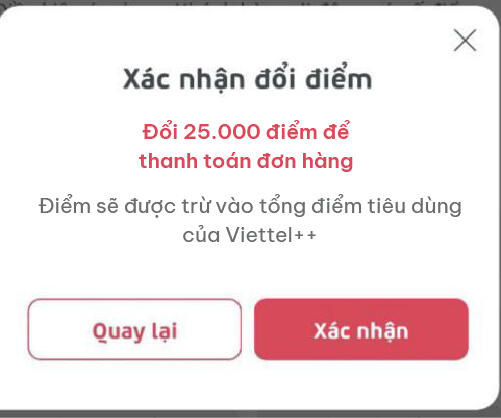 Xác nhận đổi điểm
Đổi 25.000 điểm để
thanh toán đơn hàng
Điểm sẽ được trừ vào tổng điểm tiêu dùng
của Viettel++
Quay lại
Xác nhận